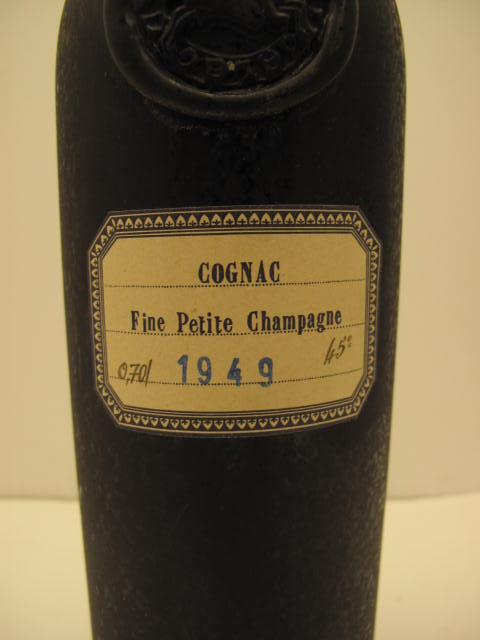 COGNAC
Fine Petite Champagne
0,70l 1949 45°